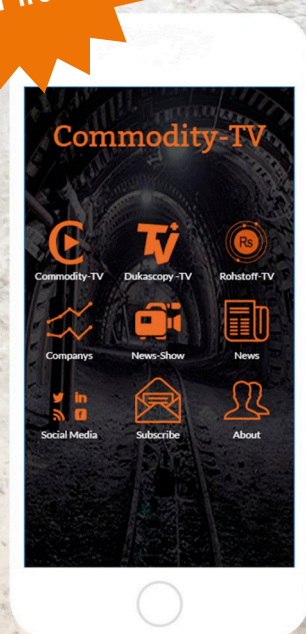 Commodity-TV
Commodity-TV
Dukascopy -TV
Rs
Rohstoff-TV
Companys
News-Show
News
Social Media
Subscribe
About